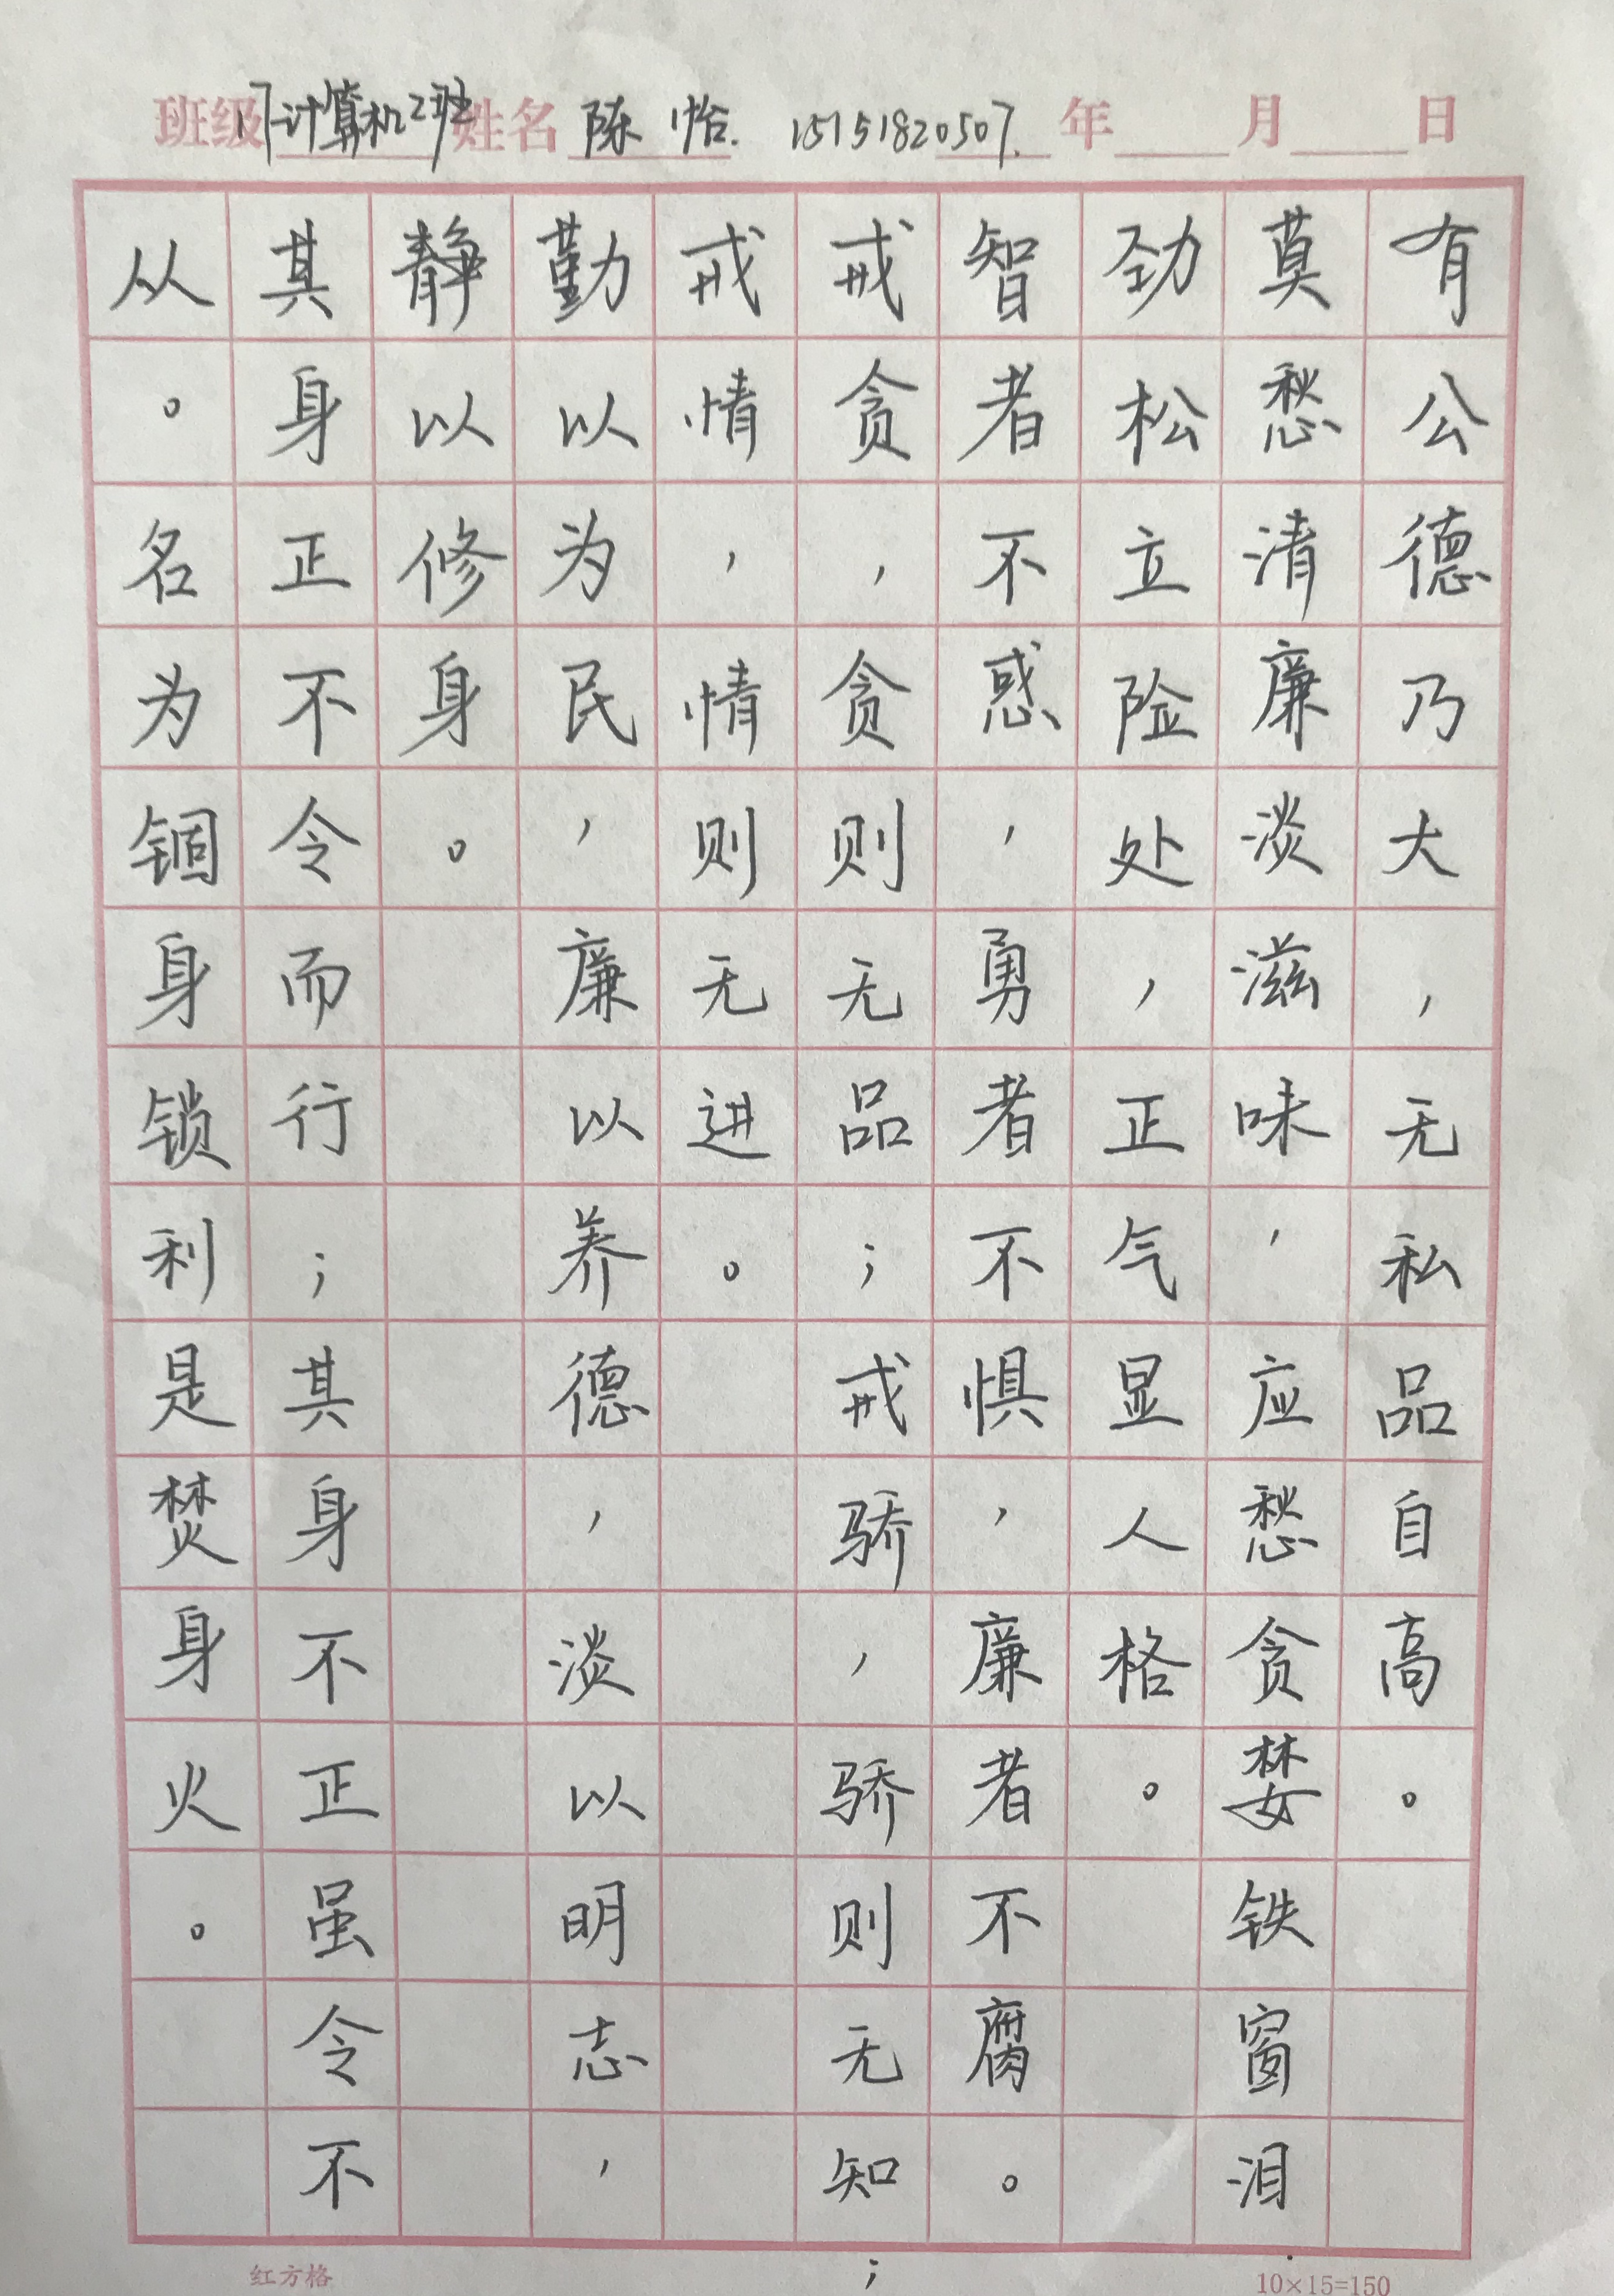 班级 17计算机2班 姓名 陈怡. 15151820507. 年 月 日
有公德乃大，无私品自高。
莫愁清廉淡滋味，应愁贪婪铁窗泪.
劲松立险处，正气显人格。
智者不惑，勇者不惧，廉者不腐。
戒贪，贪则无品；戒骄，骄则无知；
戒情，情则无进。
勤以为民，廉以养德，淡以明志，
静以修身。
其身正不令而行；其身不正虽令不
从。名为锢身锁利是焚身火。
红方格
10×15=150